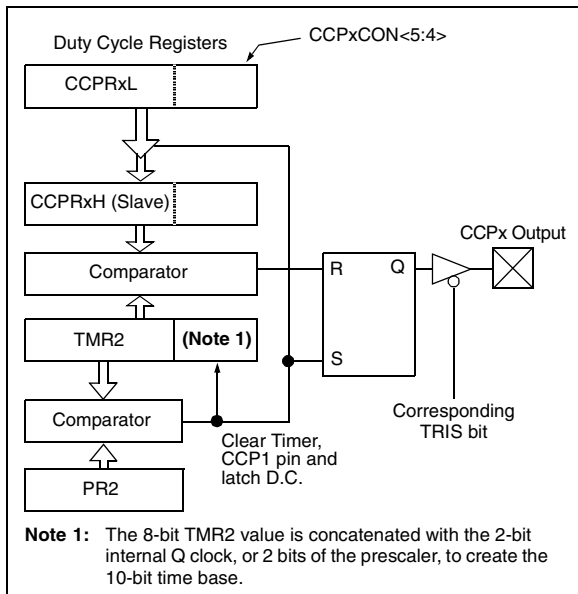 Duty Cycle Registers
CCPxCON<5:4>
CCPRxL
CCPRxH (Slave)
Comparator
TMR2
(Note 1)
Comparator
PR2
R
Q
S
CCPx Output
Corresponding
TRIS bit
Clear Timer,
CCP1 pin and
latch D.C.
Note 1: The 8-bit TMR2 value is concatenated with the 2-bit
internal Q clock, or 2 bits of the prescaler, to create the
10-bit time base.